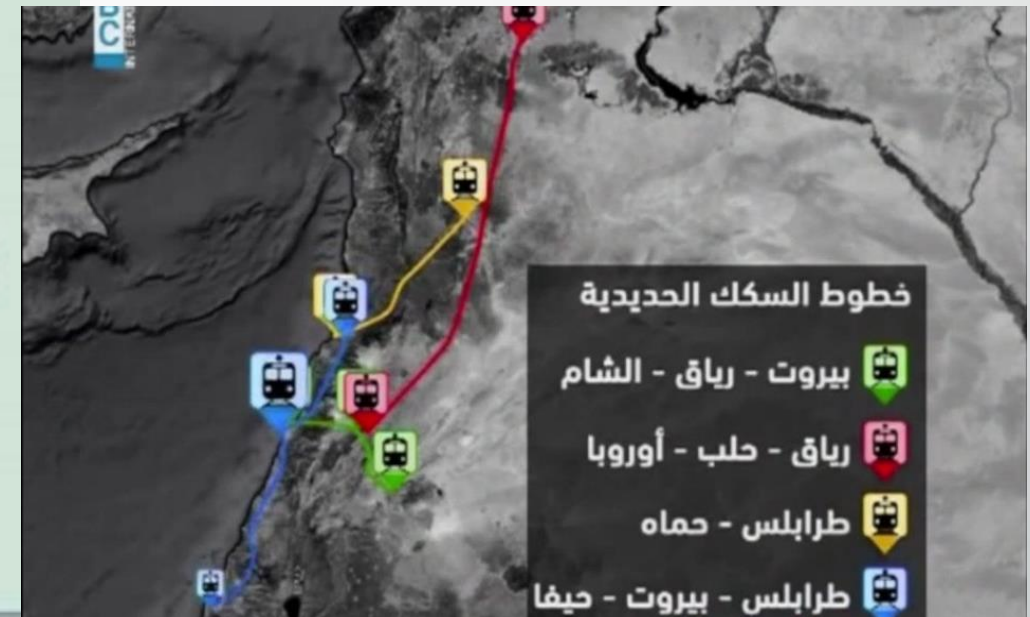 خطوط السكك الحديدية
بيروت - رياق - الشام
رياق - حلب - أوروبا
طرابلس - حماه
طرابلس - بيروت - حيفا